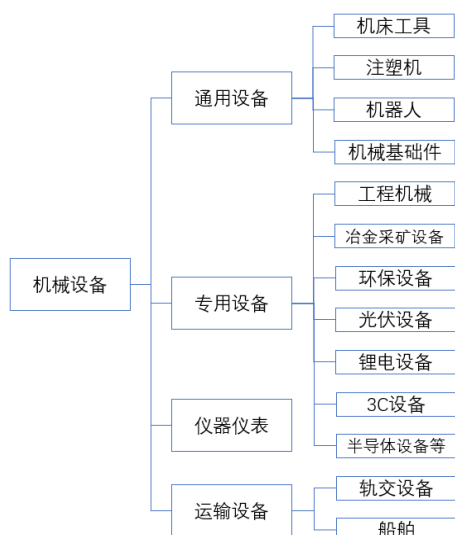 机械设备
通用设备
机床工具
注塑机
机器人
机械基础件
专用设备
工程机械
冶金采矿设备
环保设备
光伏设备
锂电设备
3C设备
半导体设备等
仪器仪表
运输设备
轨交设备
船舶